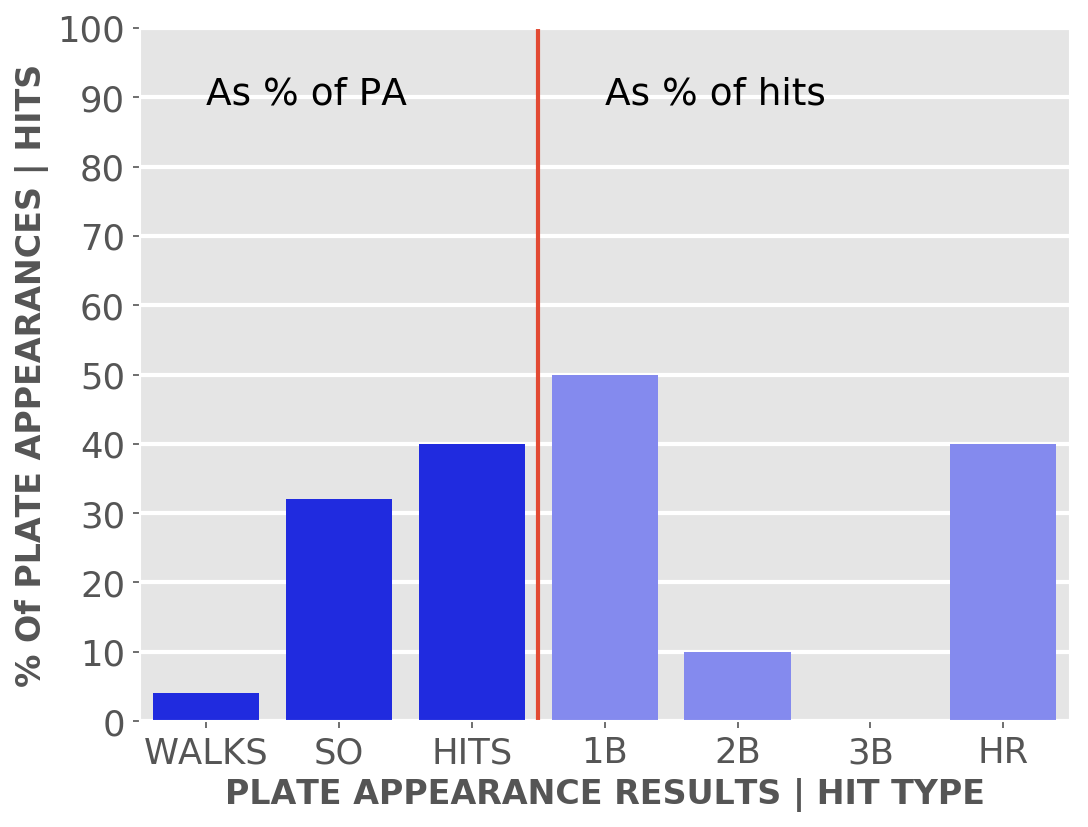 % Of PLATE APPEARANCES | HITS
100
90
80
70
60
50
40
30
20
10
0
As % of PA
As % of hits
WALKS SO HITS 1B 2B 3B HR
PLATE APPEARANCE RESULTS | HIT TYPE